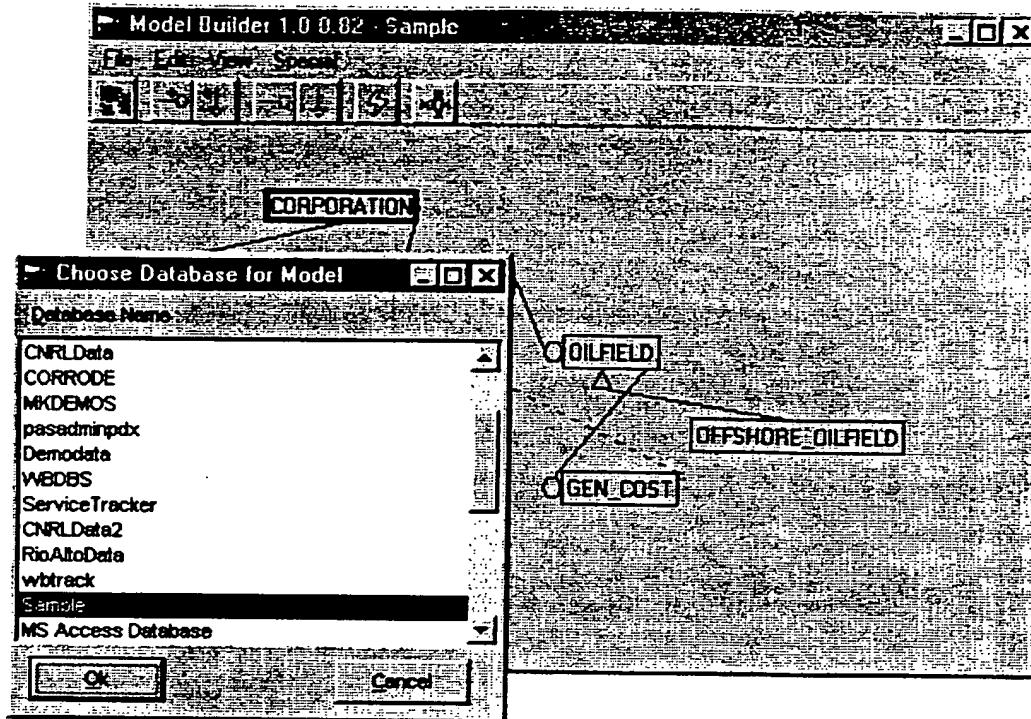 Model Builder 1.0.0.82 - Sample
File Edit View Special
CORPORATION
Choose Database for Model
Database Name
CNRLData
CORRODE
MKDEMOS
pasadminpdx
Demodata
WBDBS
ServiceTracker
CNRLData2
RioAltoData
wbtrack
Sample
MS Access Database
Ok Cancel
OILFIELD
OFFSHORE_OILFIELD
GEN_COST